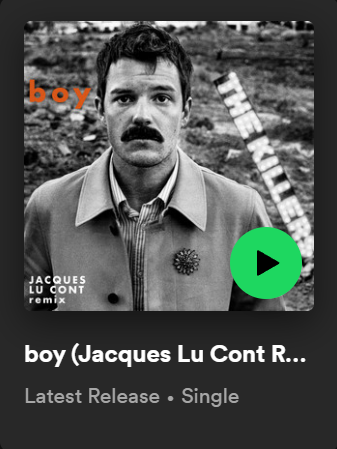 boy
THE KILLERS
JACQUES
LU CONT
remix
boy (Jacques Lu Cont R...
Latest Release • Single